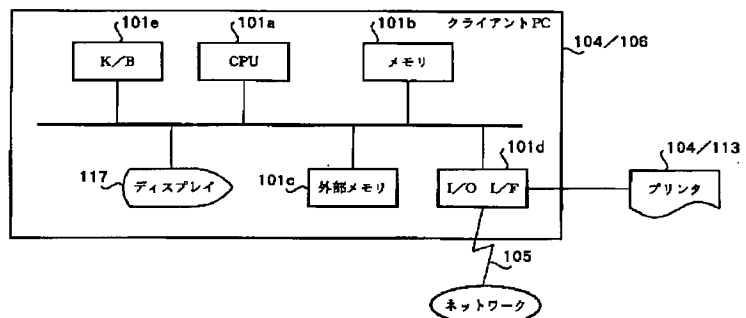 101e
101a
101b
クライアントPC
K/B
CPU
メモリ
104/106
101d
104/113
117
ディスプレイ
101c
外部メモリ
I/O I/F
プリンタ
105
ネットワーク